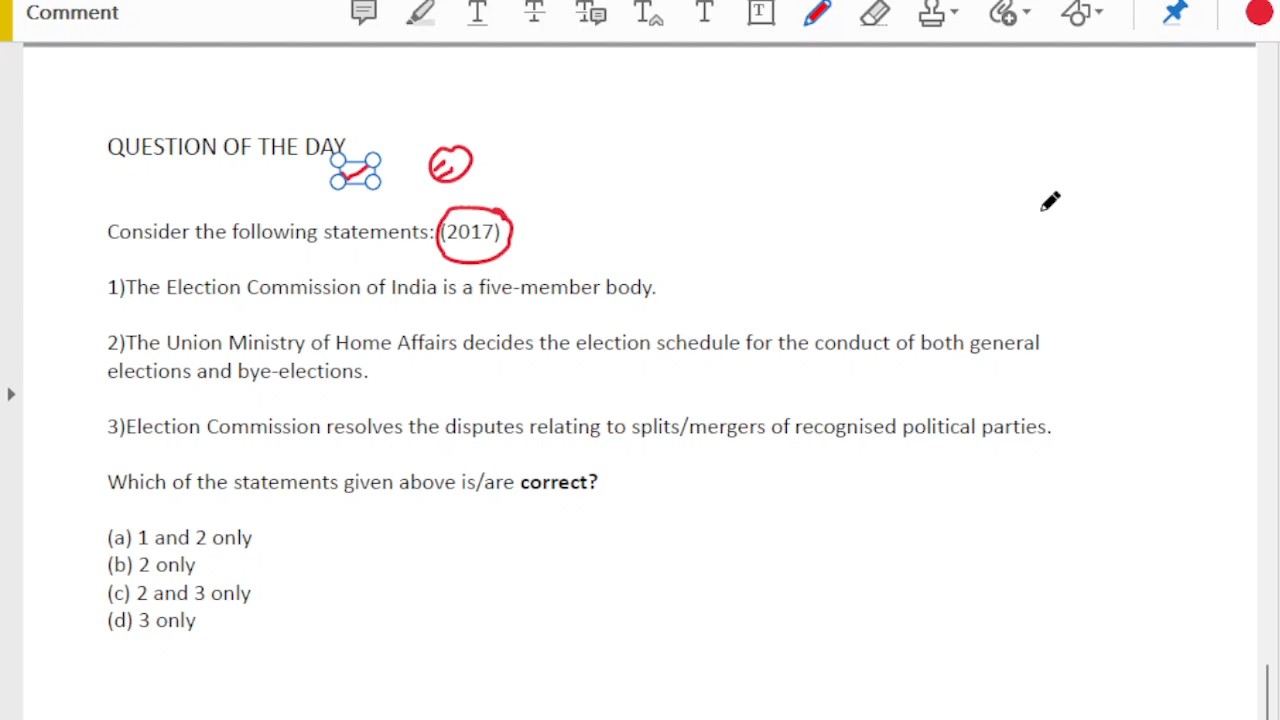 Comment
QUESTION OF THE DAY
Consider the following statements: (2017)
1)The Election Commission of India is a five-member body.
2)The Union Ministry of Home Affairs decides the election schedule for the conduct of both general
elections and bye-elections.
3)Election Commission resolves the disputes relating to splits/mergers of recognised political parties.
Which of the statements given above is/are correct?
(a) 1 and 2 only
(b) 2 only
(c) 2 and 3 only
(d) 3 only